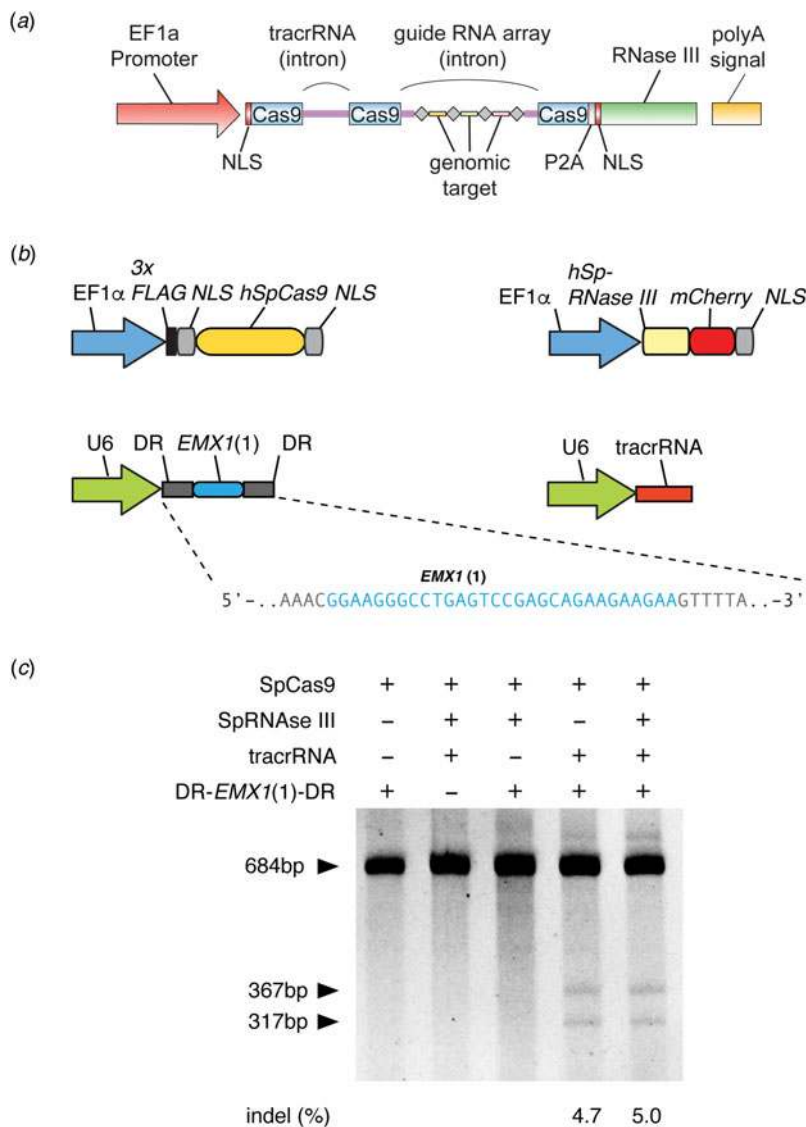 (a)
EF1a
Promoter
tracrRNA
(intron)
guide RNA array
(intron)
RNase III
polyA
signal
Cas9
Cas9
Cas9
NLS
genomic
target
P2A
NLS
(b)
EF1α
3x
FLAG
NLS
hSpCas9
NLS
EF1α
hSp-
RNase III
mCherry
NLS
U6
DR
EMX1(1)
DR
U6
tracrRNA
EMX1 (1)
5'-..AAACGGAAGGGCCTGAGTCCGAGCAGAAGAAGAAGTTTTA..-3'
(c)
SpCas9 + + + + +
SpRNAse III – + + – +
tracrRNA – + – + +
DR-EMX1(1)-DR + – + + +
684bp
367bp
317bp
indel (%) 4.7 5.0